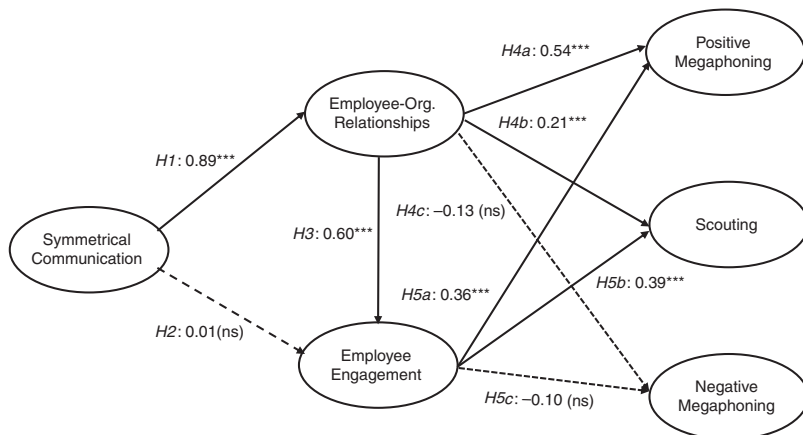 Positive
Megaphoning
H4a: 0.54***
Employee-Org.
Relationships
H4b: 0.21***
H1: 0.89***
H4c: –0.13 (ns)
Scouting
H3: 0.60***
Symmetrical
Communication
H5a: 0.36***
H5b: 0.39***
H2: 0.01(ns)
Employee
Engagement
H5c: –0.10 (ns)
Negative
Megaphoning